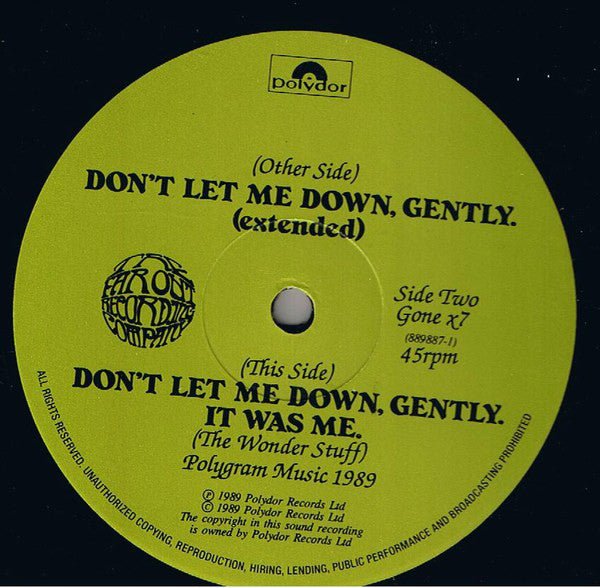 polydor
(Other Side)
DON'T LET ME DOWN, GENTLY.
(extended)
THE
FAR OUT
RECORDING
COMPANY
Side Two
Gone x7
(889887-1)
45rpm
(This Side)
DON'T LET ME DOWN, GENTLY.
IT WAS ME.
(The Wonder Stuff)
Polygram Music 1989
Ⓟ 1989 Polydor Records Ltd
© 1989 Polydor Records Ltd
The copyright in this sound recording
is owned by Polydor Records Ltd
ALL RIGHTS RESERVED. UNAUTHORIZED COPYING, REPRODUCTION, HIRING, LENDING, PUBLIC PERFORMANCE AND BROADCASTING PROHIBITED